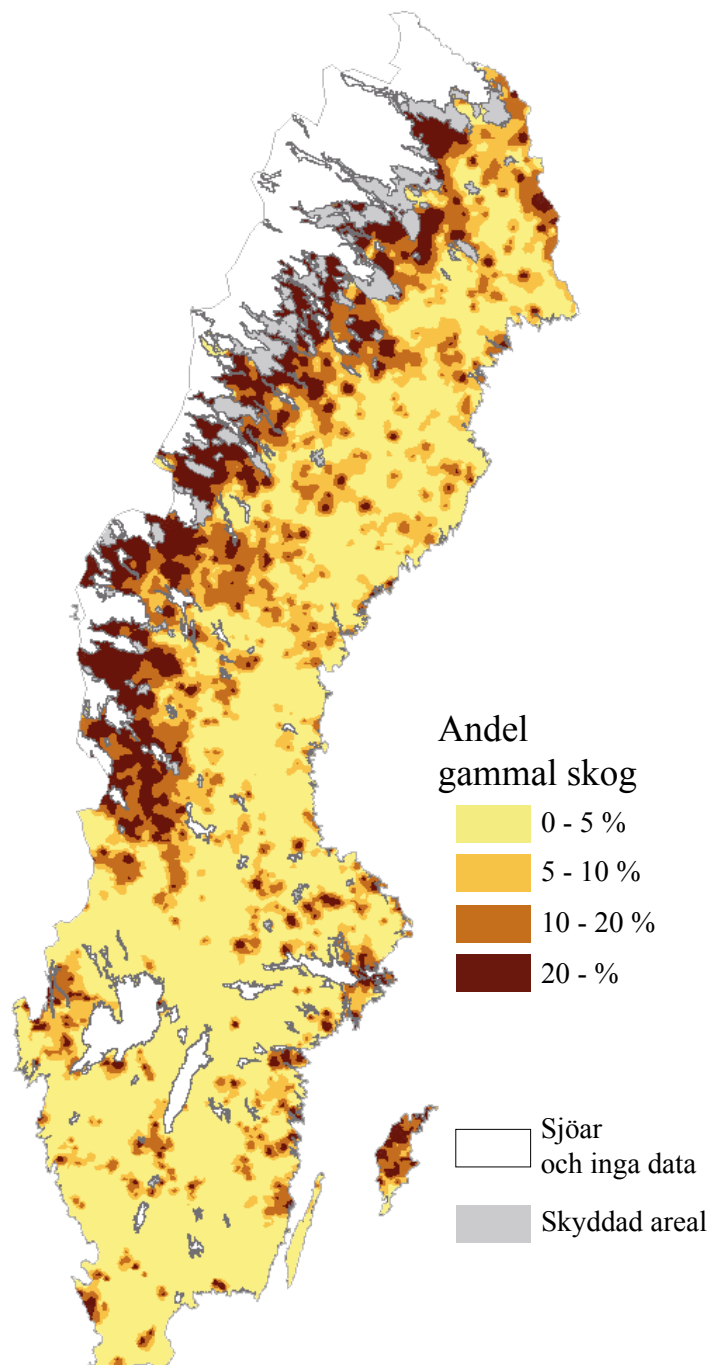 Andel
gammal skog
0 - 5 %
5 - 10 %
10 - 20 %
20 - %
Sjöar
och inga data
Skyddad areal